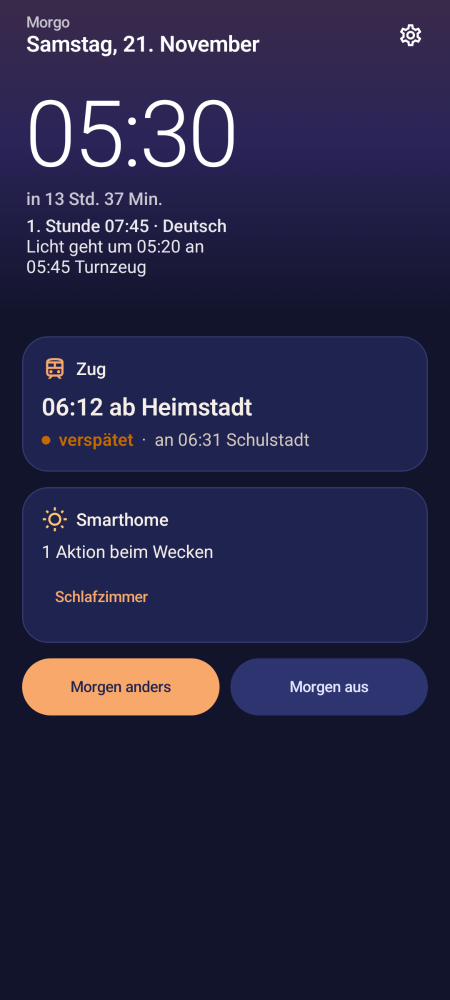 Morgo
Samstag, 21. November
05:30
in 13 Std. 37 Min.
1. Stunde 07:45 · Deutsch
Licht geht um 05:20 an
05:45 Turnzeug
Zug
06:12 ab Heimstadt
verspätet · an 06:31 Schulstadt
Smarthome
1 Aktion beim Wecken
Schlafzimmer
Morgen anders
Morgen aus